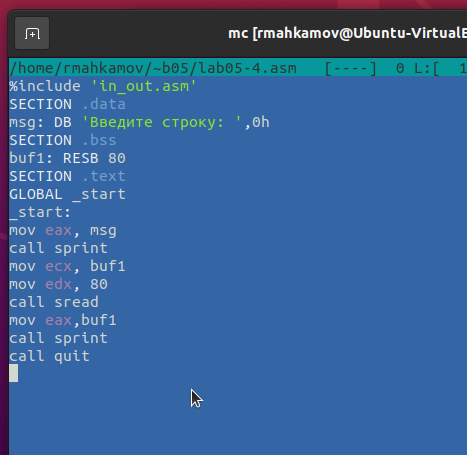 mc [rmahkamov@Ubuntu-VirtualB
/home/rmahkamov/~b05/lab05-4.asm [----] 0 L:[ 1
%include 'in_out.asm'
SECTION .data
msg: DB 'Введите строку: ',0h
SECTION .bss
buf1: RESB 80
SECTION .text
GLOBAL _start
_start:
mov eax, msg
call sprint
mov ecx, buf1
mov edx, 80
call sread
mov eax,buf1
call sprint
call quit